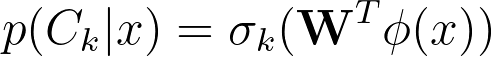 p(C_k|x) = σ_k(𝐖^T ϕ(x))